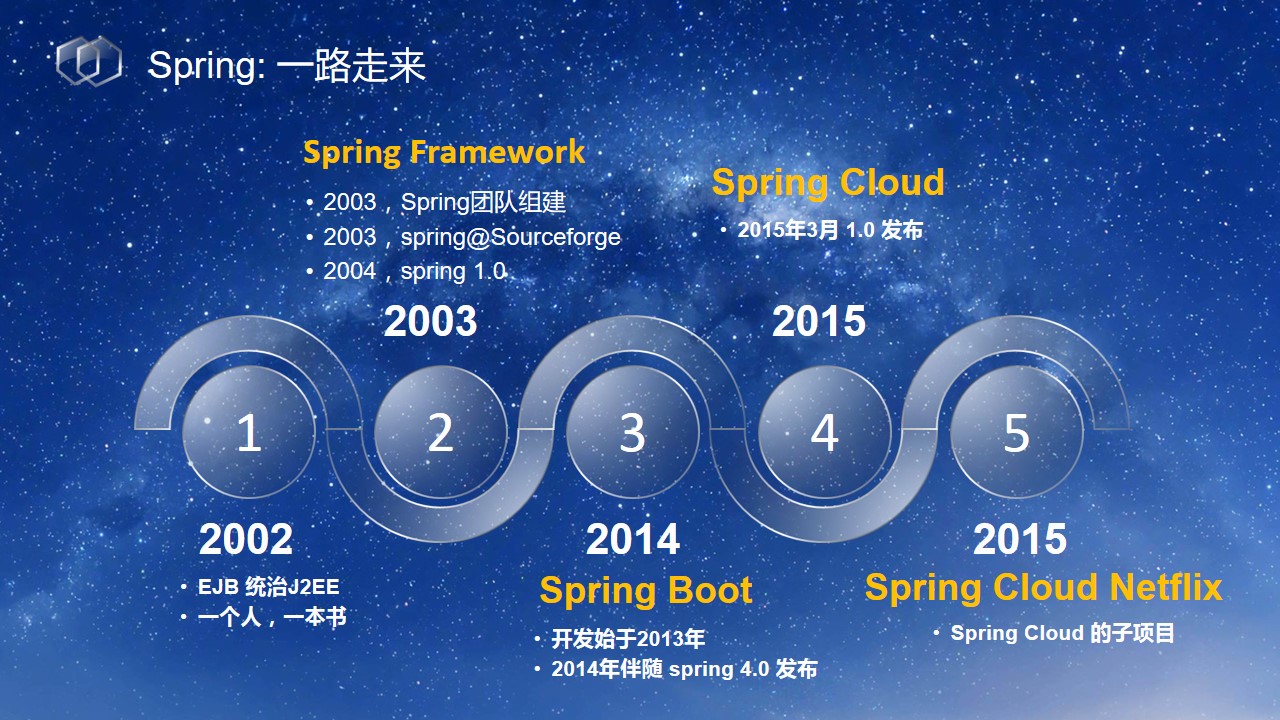 Spring: 一路走来
Spring Framework
• 2003，Spring团队组建
• 2003，spring@Sourceforge
• 2004，spring 1.0
2003
Spring Cloud
• 2015年3月 1.0 发布
2015
1
2
3
4
5
2002
• EJB 统治J2EE
• 一个人，一本书
2014
Spring Boot
• 开发始于2013年
• 2014年伴随 spring 4.0 发布
2015
Spring Cloud Netflix
• Spring Cloud 的子项目